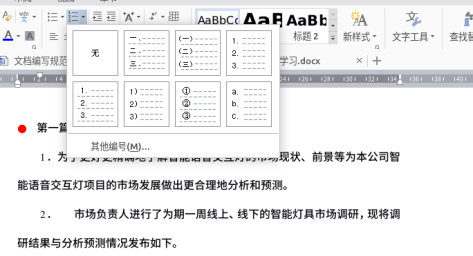 AaBbCc
AaBb
标题 2
新样式
文字工具
查找替
文档编写规范
学习.docx
无
一.
二.
三.
(一)
(二)
(三)
1.
2.
3.
1.
2.
3.
1)
2)
3)
①
②
③
a.
b.
c.
其他编号(M)...
第一篇
1. 为了更好更精确地了解智能语音交互灯的市场现状、前景等为本公司智
能语音交互灯项目的市场发展做出更合理地分析和预测。
2. 市场负责人进行了为期一周线上、线下的智能灯具市场调研，现将调
研结果与分析预测情况发布如下。